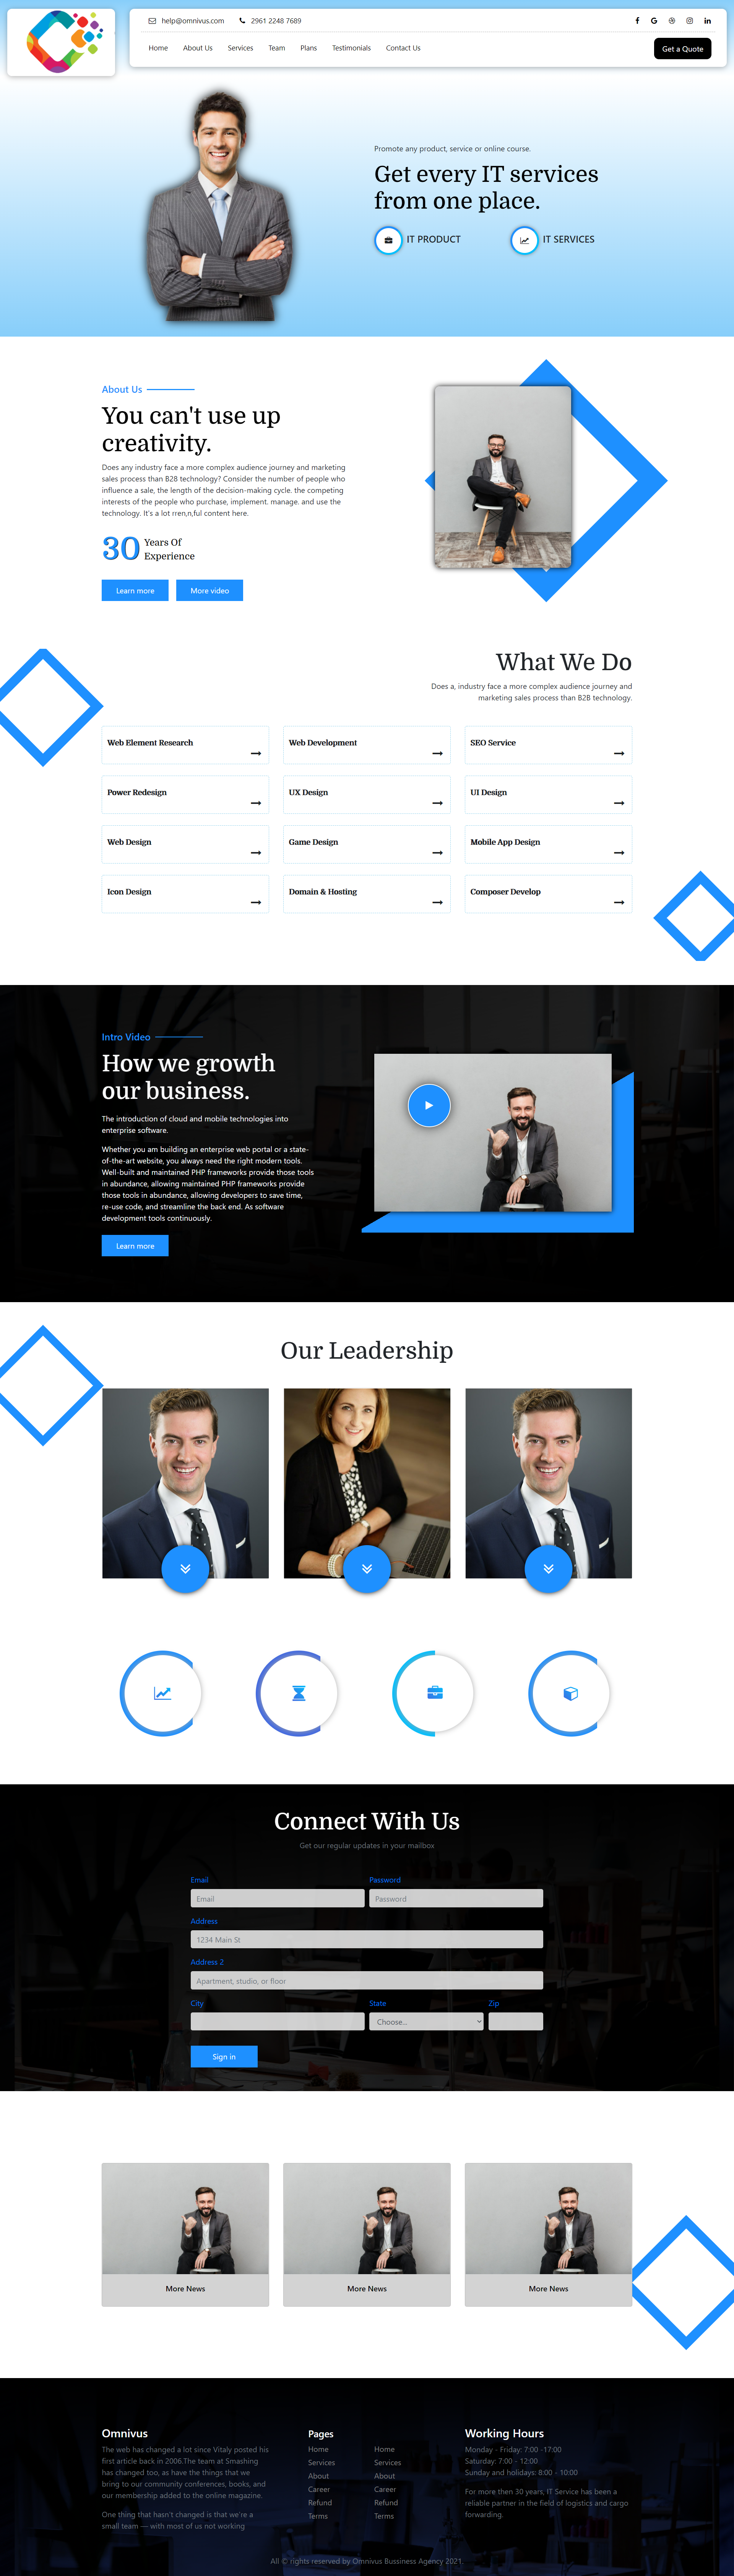 help@omnivus.com
2961 2248 7689
Home
About Us
Services
Team
Plans
Testimonials
Contact Us
Get a Quote
Promote any product, service or online course.
Get every IT services
from one place.
IT PRODUCT
IT SERVICES
About Us
You can't use up
creativity.
Does any industry face a more complex audience journey and marketing
sales process than B2B technology? Consider the number of people who
influence a sale, the length of the decision-making cycle. the competing
interests of the people who purchase, implement. manage; and use the
technology. It's a lot rren,n,ful content here.
30
Years Of
Experience
Learn more
More video
What We Do
Does a, industry face a more complex audience journey and
marketing sales process than B2B technology.
Web Element Research
Web Development
SEO Service
Power Redesign
UX Design
UI Design
Web Design
Game Design
Mobile App Design
Icon Design
Domain & Hosting
Composer Develop
Intro Video
How we growth
our business.
The introduction of cloud and mobile technologies into
enterprise software.
Whether you am building an enterprise web portal or a state-
of-the-art website, you always need the right modern tools.
Well-built and maintained PHP frameworks provide those tools
in abundance, allowing maintained PHP frameworks provide
those tools in abundance, allowing developers to save time,
re-use code, and streamline the back end. As software
development tools continuously.
Learn more
Our Leadership
Connect With Us
Get our regular updates in your mailbox
Email
Password
Email
Password
Address
1234 Main St
Address 2
Apartment, studio, or floor
City
State
Zip
Choose...
Sign in
More News
More News
More News
Omnivus
The web has changed a lot since Vitaly posted his
first article back in 2006.The team at Smashing
has changed too, as have the things that we
bring to our community conferences, books, and
our membership added to the online magazine.
One thing that hasn't changed is that we're a
small team — with most of us not working
Pages
Home
Services
About
Career
Refund
Terms
Home
Services
About
Career
Refund
Terms
Working Hours
Monday - Friday: 7:00 -17:00
Saturday: 7:00 - 12:00
Sunday and holidays: 8:00 - 10:00
For more then 30 years, IT Service has been a
reliable partner in the field of logistics and cargo
forwarding.
All © rights reserved by Omnivus Bussiness Agency 2021.